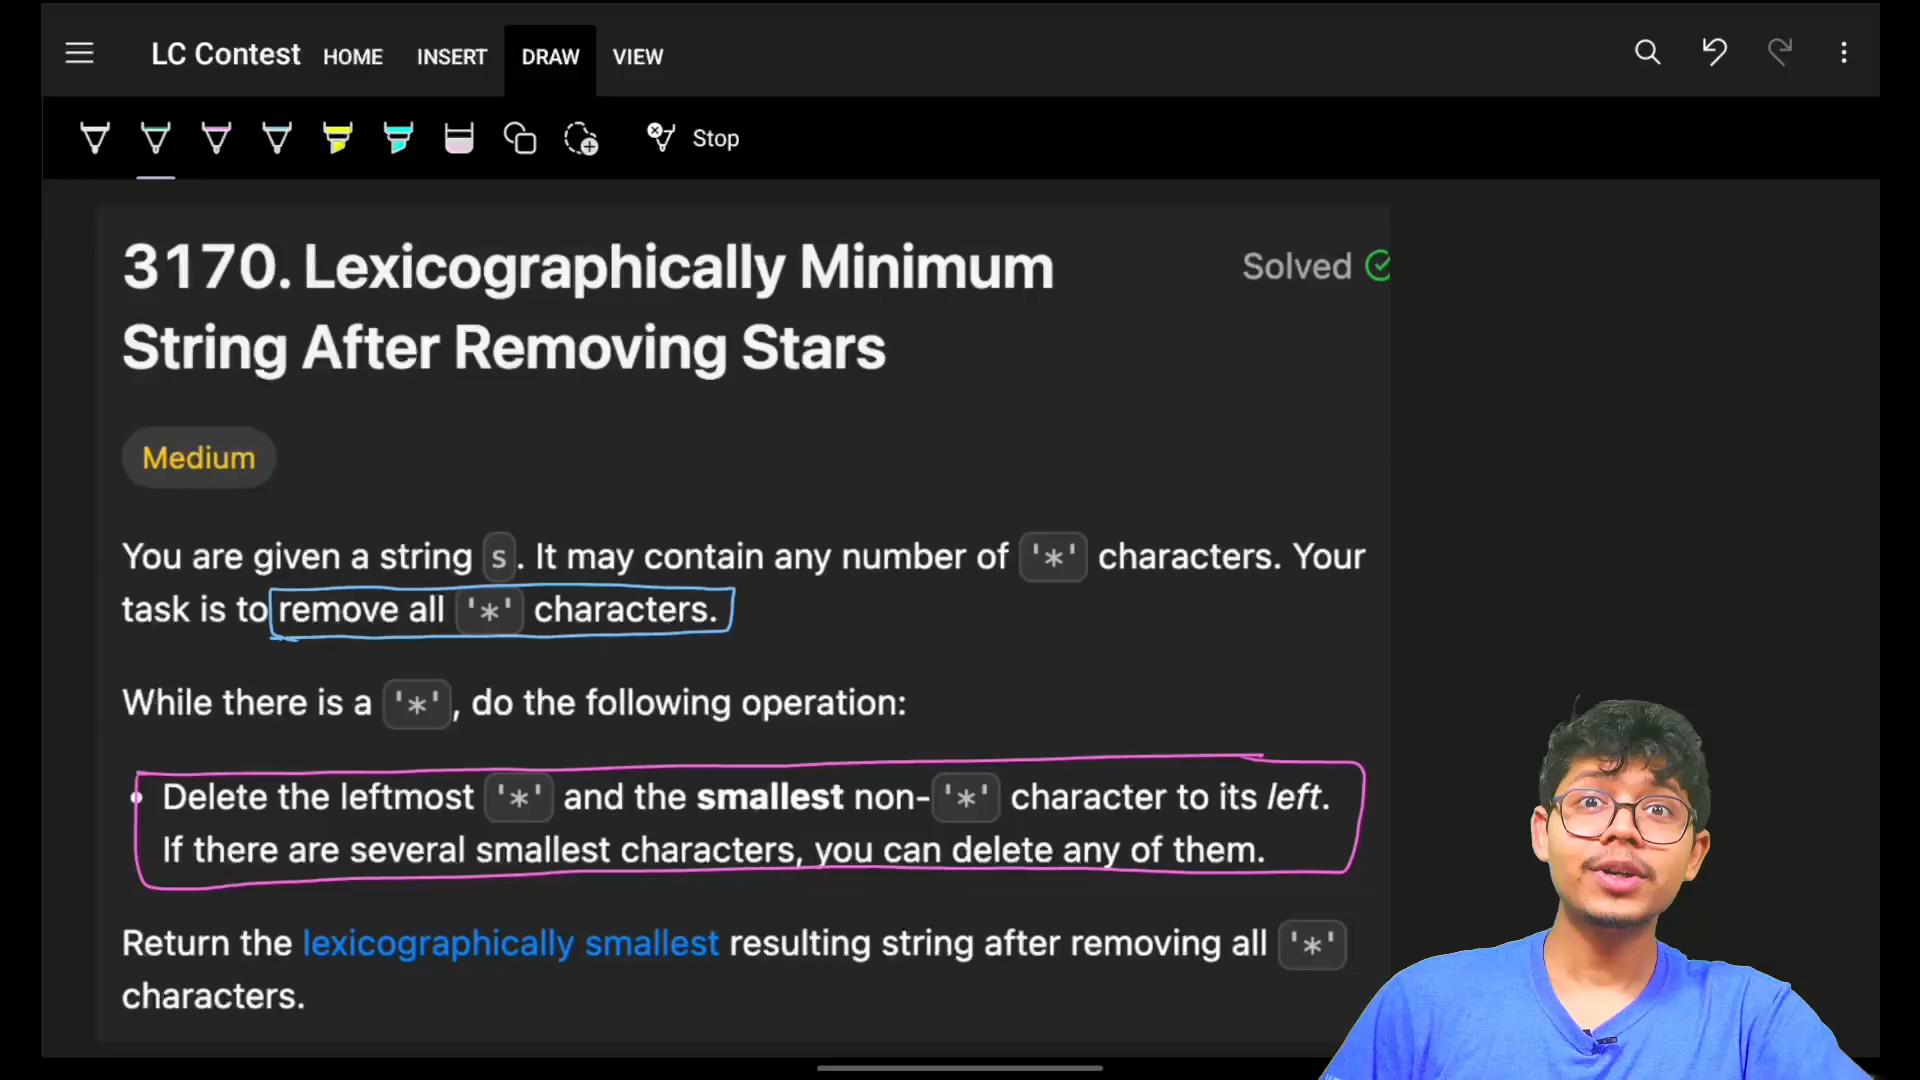 LC Contest HOME INSERT DRAW VIEW
Stop
3170. Lexicographically Minimum
String After Removing Stars
Solved
Medium
You are given a string s. It may contain any number of '*' characters. Your
task is to remove all '*' characters.
While there is a '*', do the following operation:
• Delete the leftmost '*' and the smallest non-'*' character to its left.
If there are several smallest characters, you can delete any of them.
Return the lexicographically smallest resulting string after removing all '*'
characters.